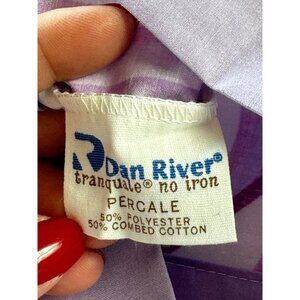 Dan River®
tranquale® no iron
PERCALE
50% POLYESTER
50% COMBED COTTON